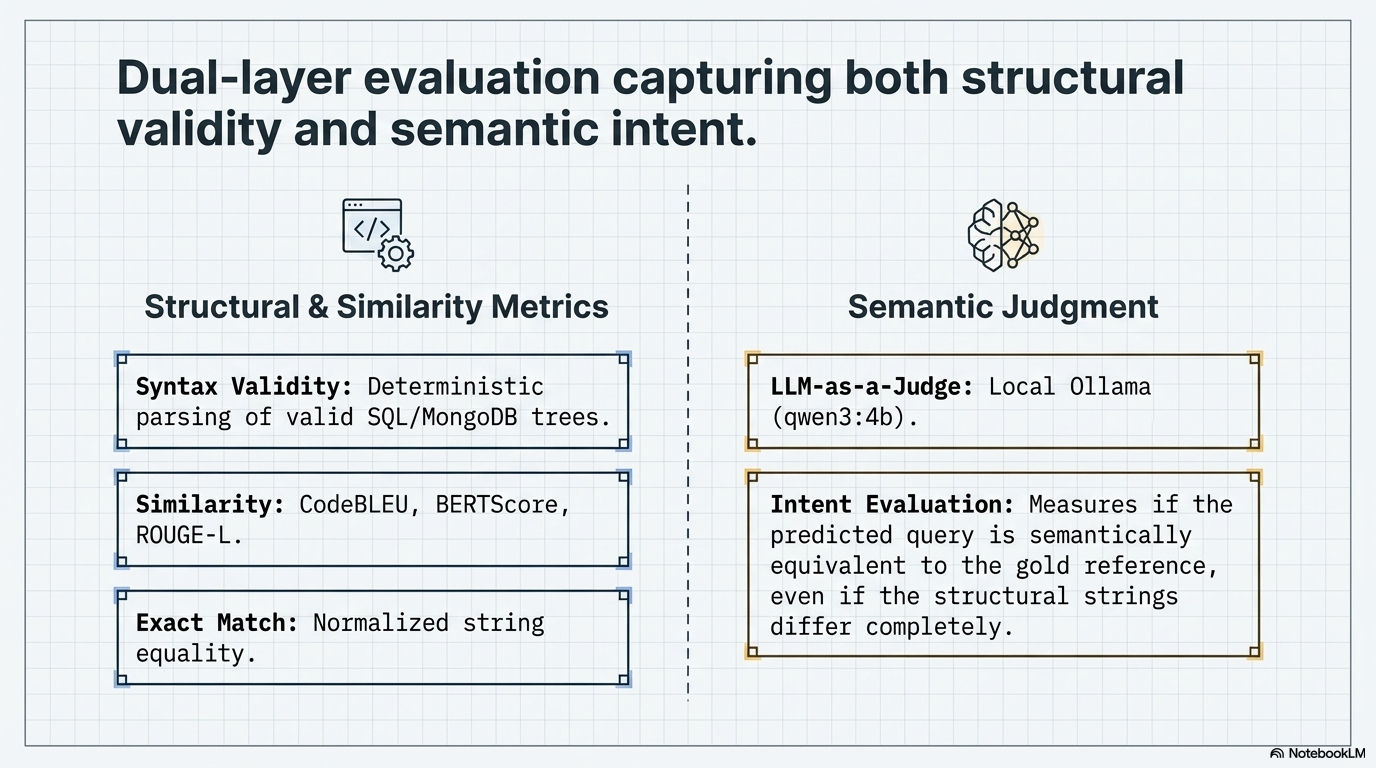 Dual-layer evaluation capturing both structural
validity and semantic intent.
Structural & Similarity Metrics
Syntax Validity: Deterministic
parsing of valid SQL/MongoDB trees.
Similarity: CodeBLEU, BERTScore,
ROUGE-L.
Exact Match: Normalized string
equality.
Semantic Judgment
LLM-as-a-Judge: Local Ollama
(qwen3:4b).
Intent Evaluation: Measures if the
predicted query is semantically
equivalent to the gold reference,
even if the structural strings
differ completely.
NotebookLM